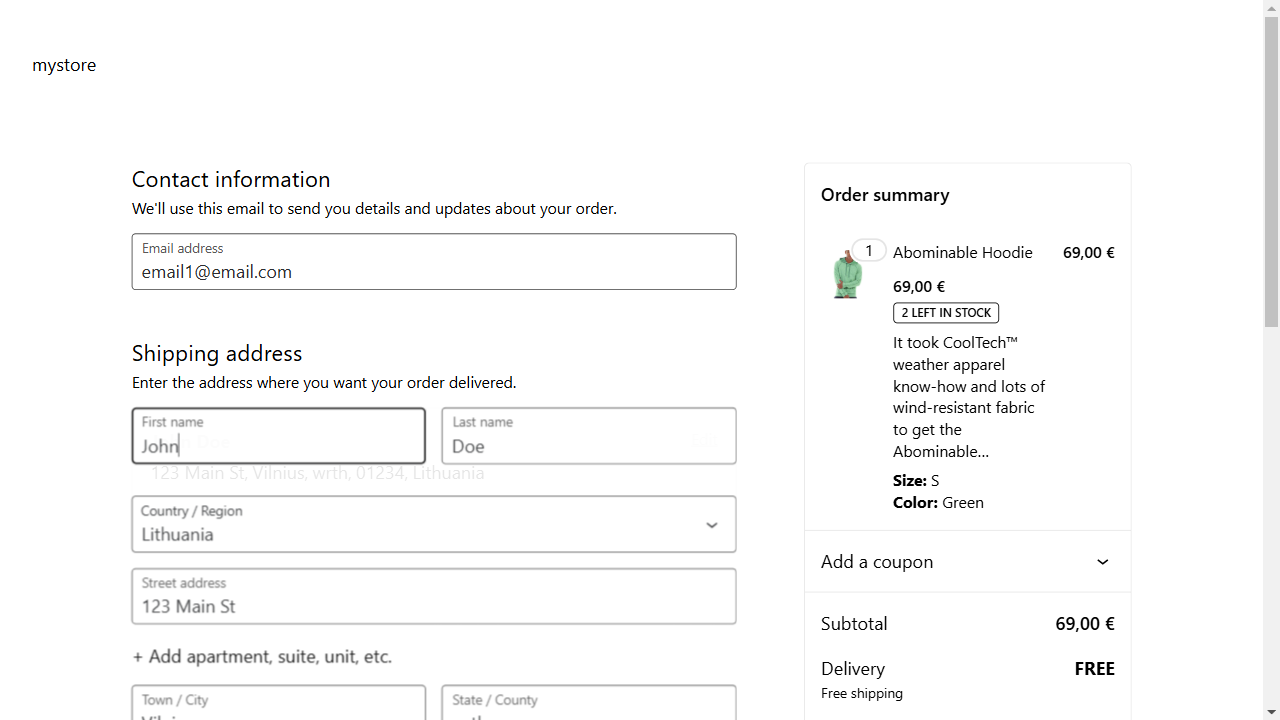 mystore
Contact information
We'll use this email to send you details and updates about your order.
Email address
email1@email.com
Shipping address
Enter the address where you want your order delivered.
First name
John
Last name
Doe
123 Main St, Vilnius, wrth, 01234, Lithuania
Country / Region
Lithuania
Street address
123 Main St
+ Add apartment, suite, unit, etc.
Town / City
State / County
Order summary
1
Abominable Hoodie
69,00 €
69,00 €
2 LEFT IN STOCK
It took CoolTech™
weather apparel
know-how and lots of
wind-resistant fabric
to get the
Abominable...
Size: S
Color: Green
Add a coupon
Subtotal
69,00 €
Delivery
FREE
Free shipping